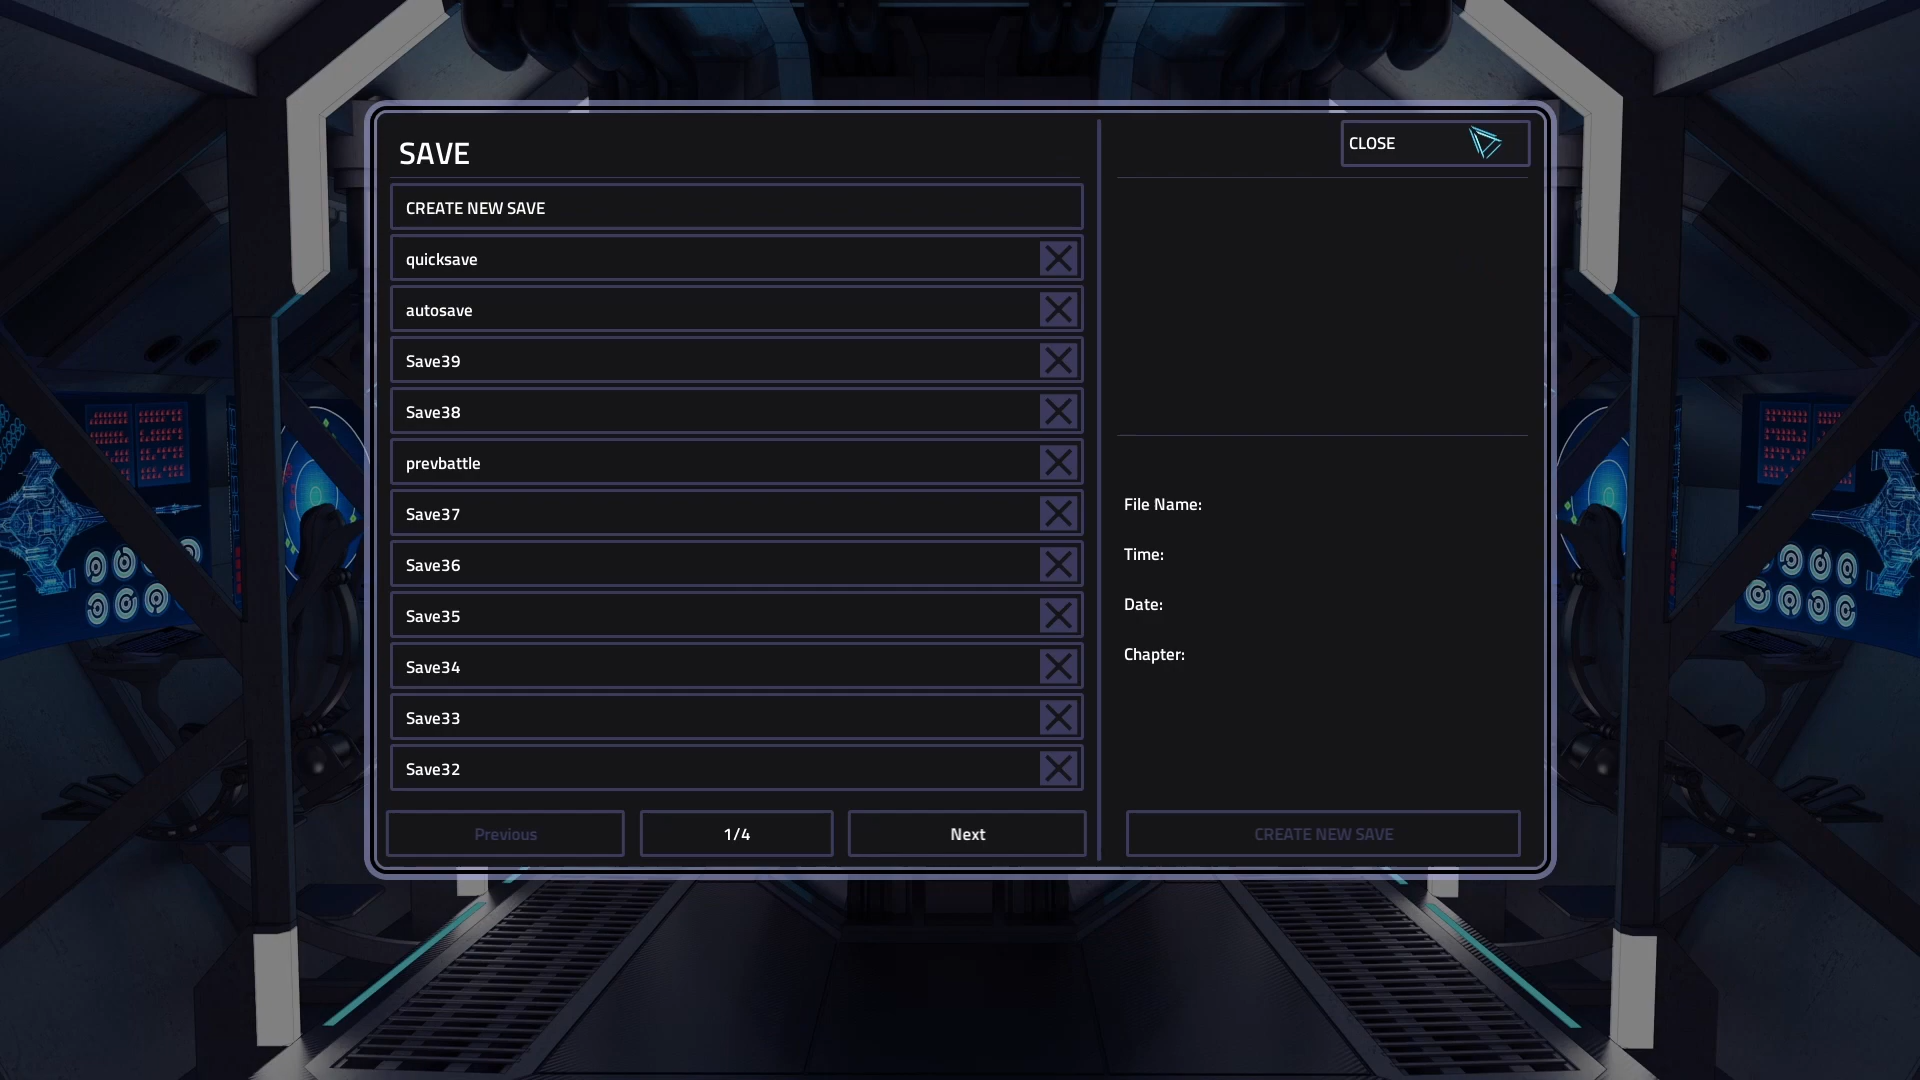 SAVE
CLOSE
CREATE NEW SAVE
quicksave
autosave
Save39
Save38
prevbattle
Save37
Save36
Save35
Save34
Save33
Save32
Previous
1/4
Next
File Name:
Time:
Date:
Chapter:
CREATE NEW SAVE